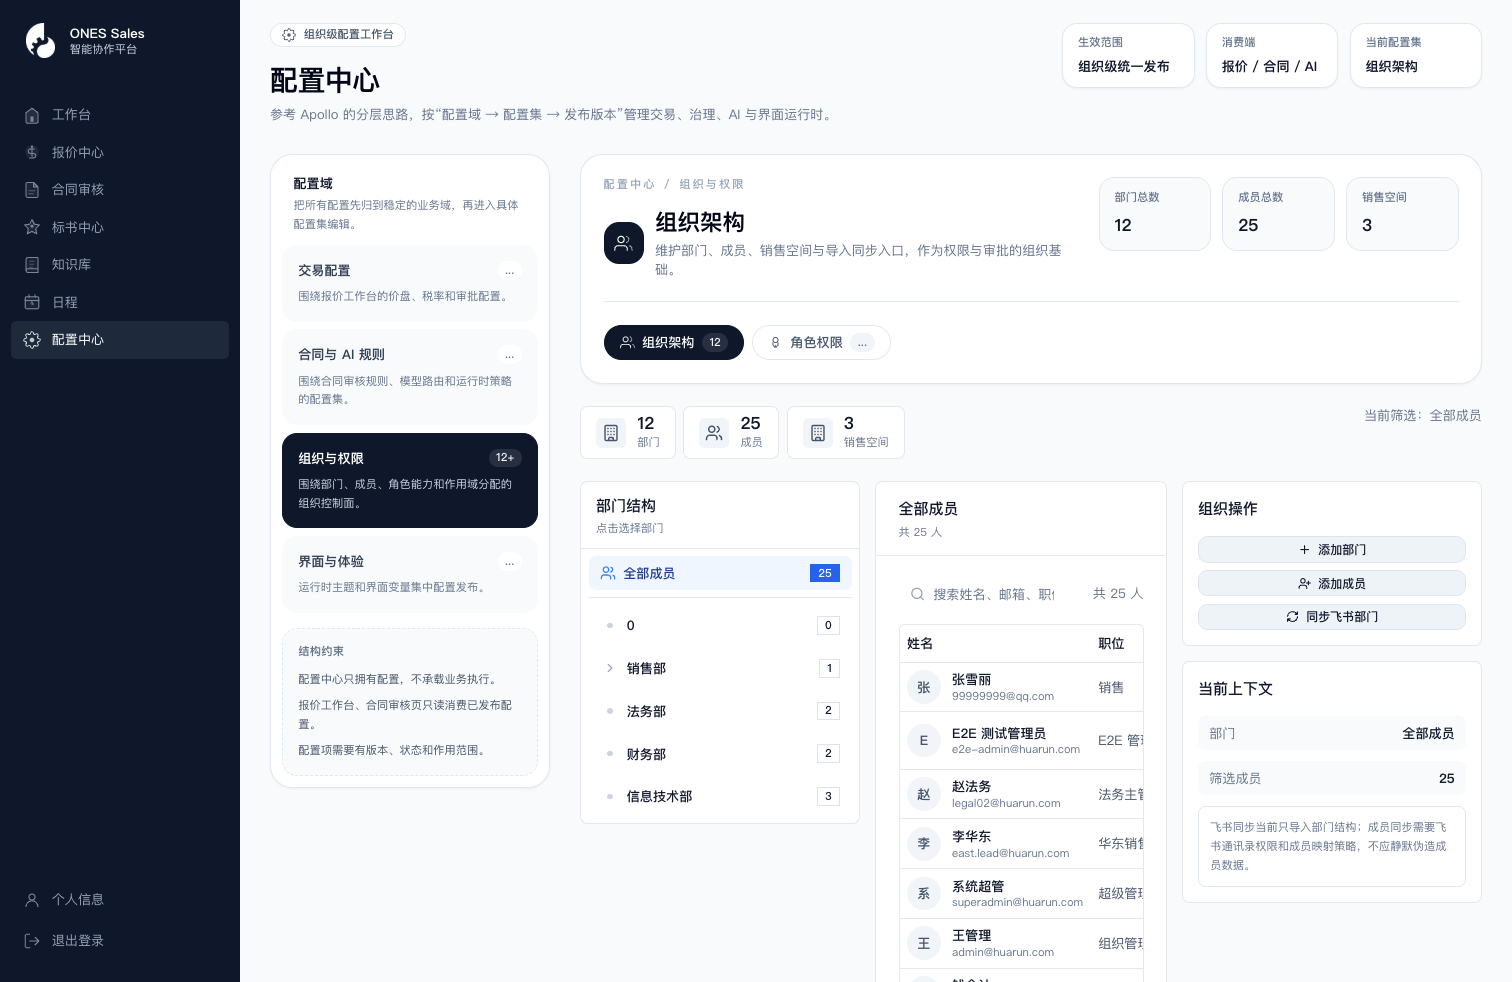 ONES Sales
智能协作平台
工作台
报价中心
合同审核
标书中心
知识库
日程
配置中心
个人信息
退出登录
组织级配置工作台
配置中心
参考 Apollo 的分层思路，按“配置域 → 配置集 → 发布版本”管理交易、治理、AI 与界面运行时。
生效范围
组织级统一发布
消费端
报价 / 合同 / AI
当前配置集
组织架构
配置域
把所有配置先归到稳定的业务域，再进入具体
配置集编辑。
交易配置
...
围绕报价工作台的价盘、税率和审批配置。
合同与 AI 规则
...
围绕合同审核规则、模型路由和运行时策略
的配置集。
组织与权限
12+
围绕部门、成员、角色能力和作用域分配的
组织控制面。
界面与体验
...
运行时主题和界面变量集中配置发布。
结构约束
配置中心只拥有配置，不承载业务执行。
报价工作台、合同审核页只读消费已发布配
置。
配置项需要有版本、状态和作用范围。
配置中心 / 组织与权限
组织架构
维护部门、成员、销售空间与导入同步入口，作为权限与审批的组织基
础。
部门总数
12
成员总数
25
销售空间
3
组织架构 12
角色权限 ...
12
部门
25
成员
3
销售空间
当前筛选：全部成员
部门结构
点击选择部门
全部成员 25
0 0
销售部 1
法务部 2
财务部 2
信息技术部 3
全部成员
共 25 人
搜索姓名、邮箱、职
共 25 人
姓名 职位
张
张雪丽
99999999@qq.com
销售
E
E2E 测试管理员
e2e-admin@huarun.com
E2E 管
赵
赵法务
legal02@huarun.com
法务主
李
李华东
east.lead@huarun.com
华东销
系
系统超管
superadmin@huarun.com
超级管
王
王管理
admin@huarun.com
组织管
组织操作
添加部门
添加成员
同步飞书部门
当前上下文
部门 全部成员
筛选成员 25
飞书同步当前只导入部门结构；成员同步需要飞
书通讯录权限和成员映射策略，不应静默伪造成
员数据。